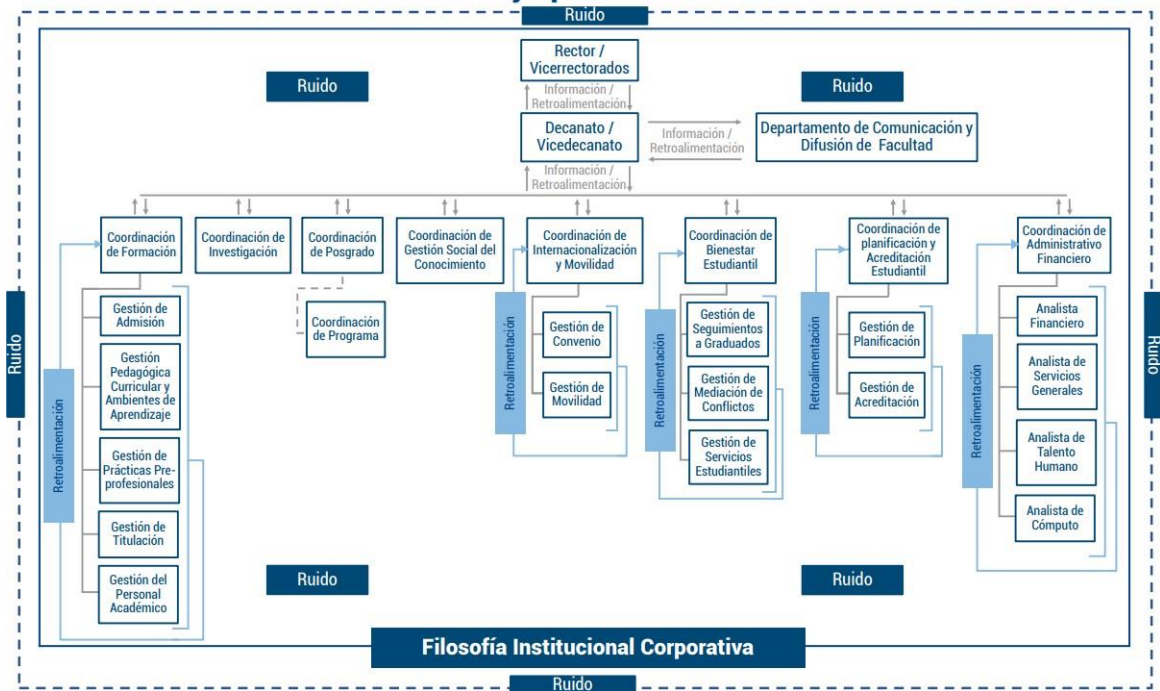 Ruido
Rector /
Vicerrectorados
Ruido
Ruido
Información /
Retroalimentación
Decanato /
Vicedecanato
Información /
Retroalimentación
Departamento de Comunicación y
Difusión de Facultad
Información /
Retroalimentación
Coordinación
de Formación
Coordinación de
Investigación
Coordinación
de Posgrado
Coordinación de
Gestión Social del
Conocimiento
Coordinación de
Internacionalización
y Movilidad
Coordinación de
Bienestar
Estudiantil
Coordinación de
planificación y
Acreditación
Estudiantil
Coordinación de
Administrativo
Financiero
Ruido
Retroalimentación
Gestión de
Admisión
Gestión
Pedagógica
Curricular y
Ambientes de
Aprendizaje
Gestión de
Prácticas Pre-
profesionales
Gestión de
Titulación
Gestión del
Personal
Académico
Coordinación
de Programa
Retroalimentación
Gestión de
Convenio
Gestión de
Movilidad
Retroalimentación
Gestión de
Seguimientos
a Graduados
Gestión de
Mediación de
Conflictos
Gestión de
Servicios
Estudiantiles
Retroalimentación
Gestión de
Planificación
Gestión de
Acreditación
Retroalimentación
Analista
Financiero
Analista de
Servicios
Generales
Analista de
Talento
Humano
Analista de
Cómputo
Ruido
Ruido
Ruido
Filosofía Institucional Corporativa
Ruido